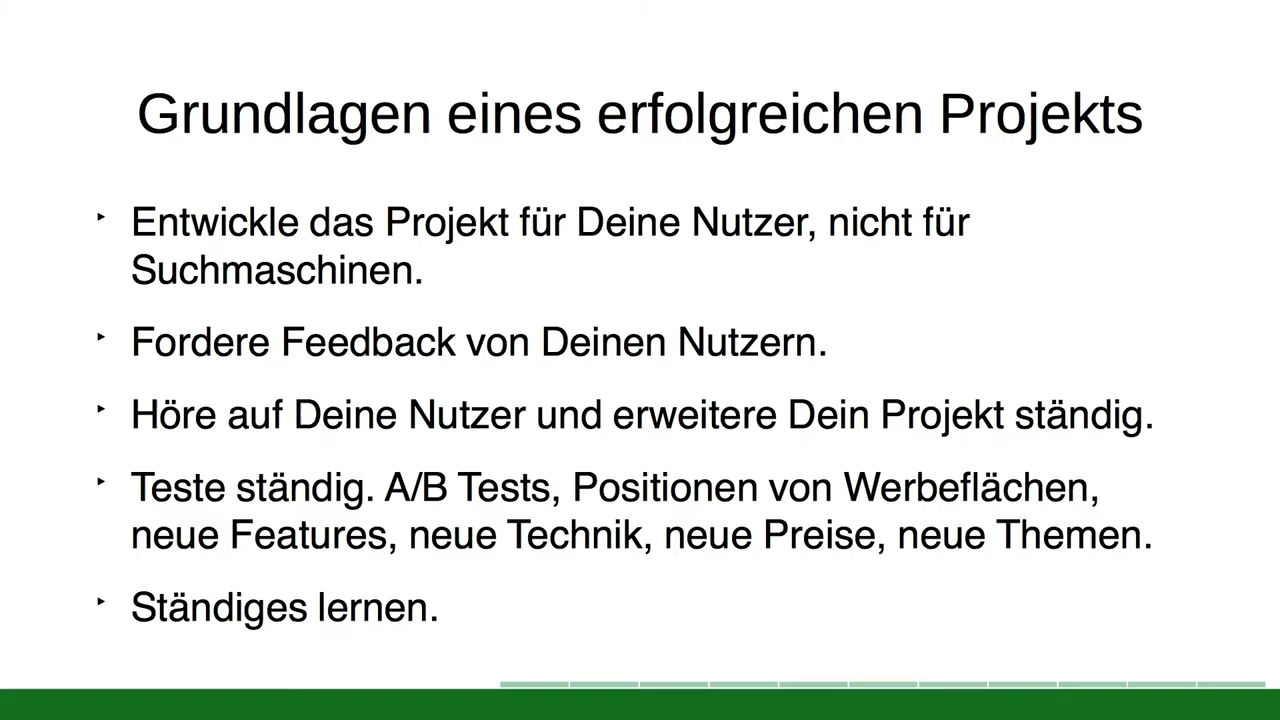 Grundlagen eines erfolgreichen Projekts
‣ Entwickle das Projekt für Deine Nutzer, nicht für
Suchmaschinen.
‣ Fordere Feedback von Deinen Nutzern.
‣ Höre auf Deine Nutzer und erweitere Dein Projekt ständig.
‣ Teste ständig. A/B Tests, Positionen von Werbeflächen,
neue Features, neue Technik, neue Preise, neue Themen.
‣ Ständiges lernen.